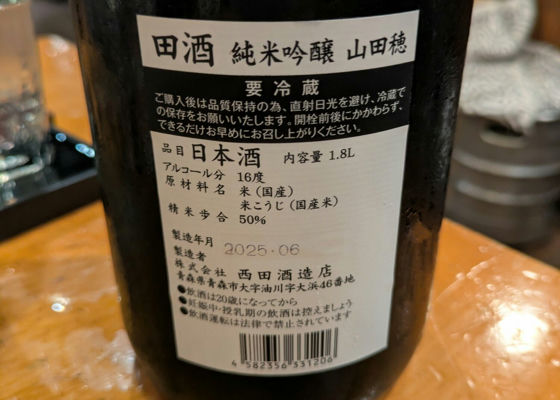 田酒 純米吟醸 山田穂
要冷蔵
ご購入後は品質保持の為、直射日光を避け、冷蔵で
の保存をお願いいたします。開栓前後にかかわらず、
できるだけお早めにお召し上がりください。
品目 日本酒 内容量 1.8L
アルコール分 16度
原材料名 米(国産)
米こうじ(国産米)
精米歩合 50%
製造年月 2025.06
製造者
株式会社 西田酒造店
青森県青森市大字油川字大浜46番地
●飲酒は20歳になってから
●妊娠中・授乳期の飲酒は控えましょう
●飲酒運転は法律で禁止されています
4 582356 331206